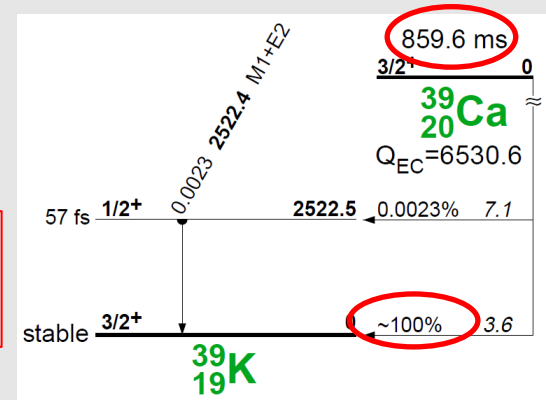 859.6 ms
3/2+ 0
39
20Ca
QEC=6530.6
0.0023 2522.4 M1+E2
57 fs 1/2+ 2522.5 0.0023% 7.1
stable 3/2+ 0 ~100% 3.6
39
19K